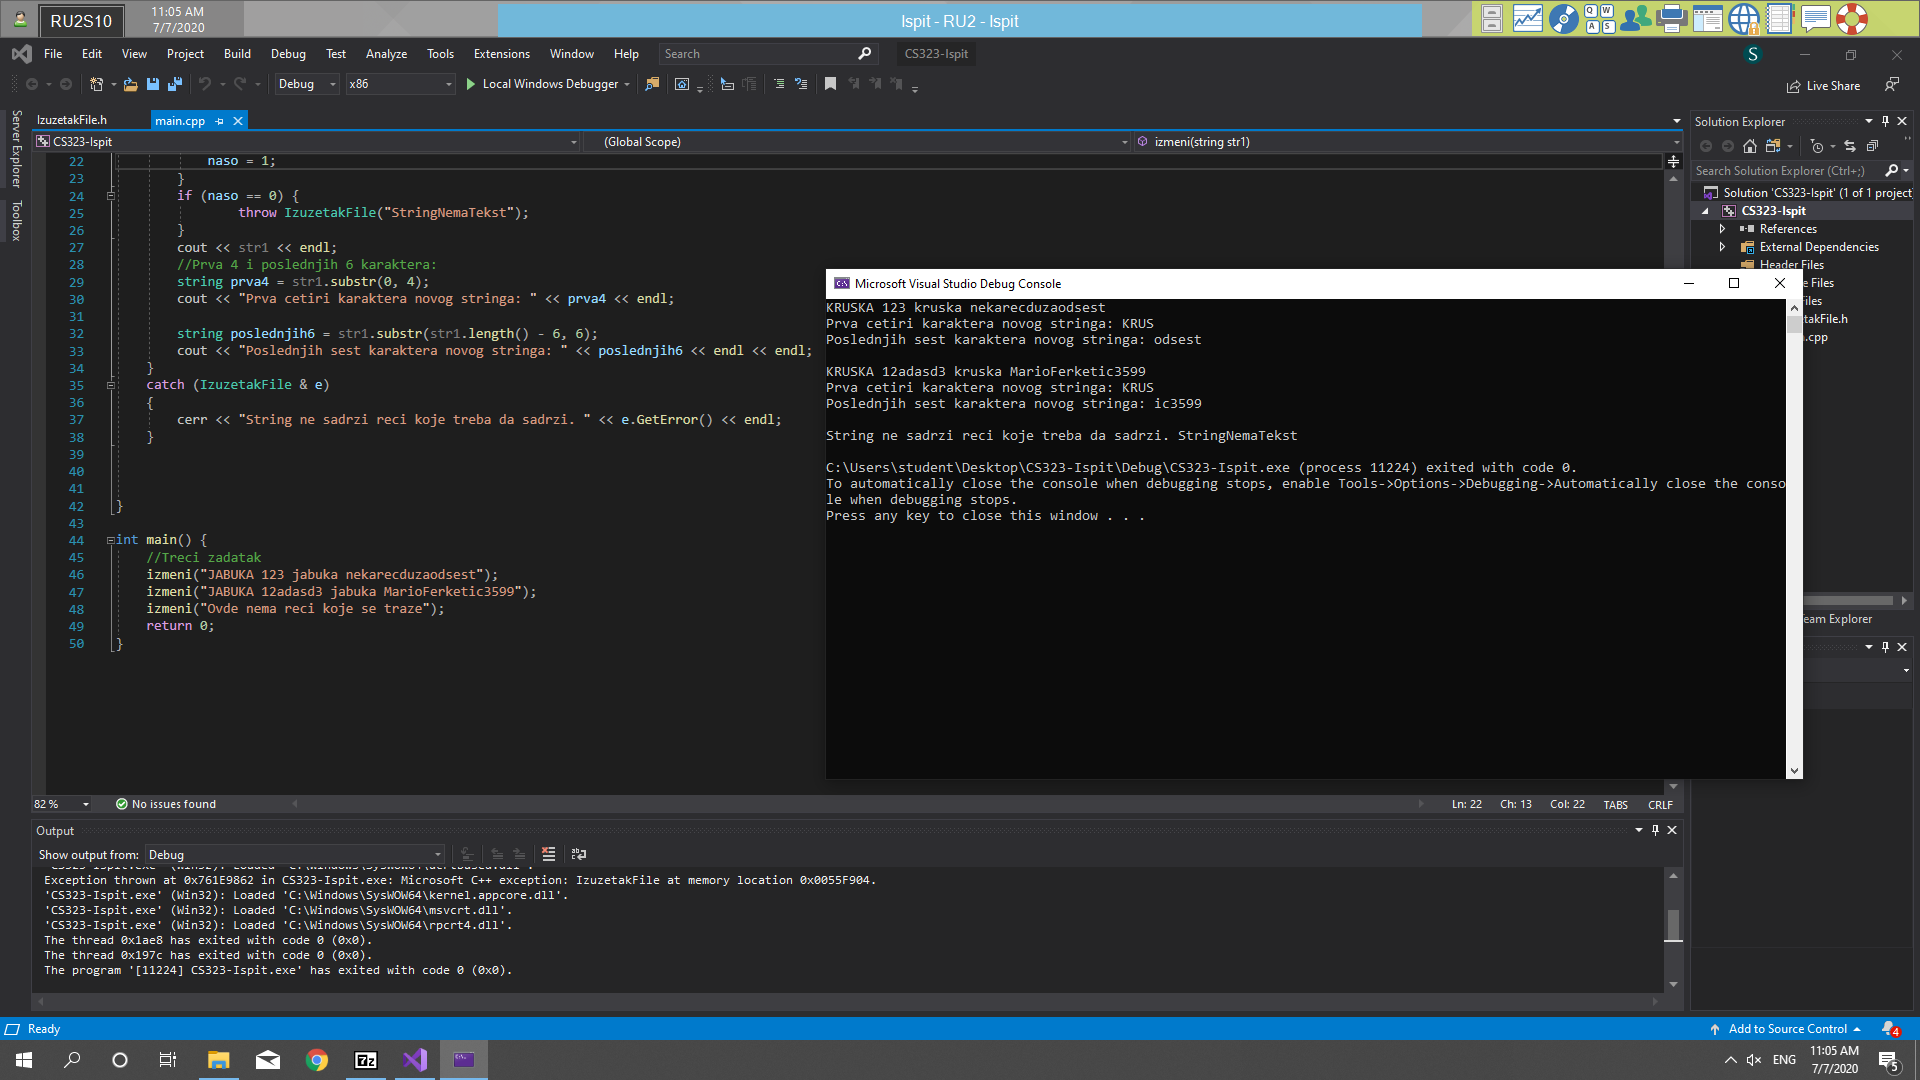 RU2S10
11:05 AM
7/7/2020
Ispit - RU2 - Ispit
Q W
A S
File Edit View Project Build Debug Test Analyze Tools Extensions Window Help Search CS323-Ispit S
Debug x86 Local Windows Debugger Live Share
Server Explorer
Toolbox
IzuzetakFile.h main.cpp
CS323-Ispit (Global Scope) izmeni(string str1)
22 naso = 1;
23 }
24 if (naso == 0) {
25 throw IzuzetakFile("StringNemaTekst");
26 }
27 cout << str1 << endl;
28 //Prva 4 i poslednjih 6 karaktera:
29 string prva4 = str1.substr(0, 4);
30 cout << "Prva cetiri karaktera novog stringa: " << prva4 << endl;
31
32 string poslednjih6 = str1.substr(str1.length() - 6, 6);
33 cout << "Poslednjih sest karaktera novog stringa: " << poslednjih6 << endl << endl;
34 }
35 catch (IzuzetakFile & e)
36 {
37 cerr << "String ne sadrzi reci koje treba da sadrzi. " << e.GetError() << endl;
38 }
39
40
41
42 }
43
44 int main() {
45 //Treci zadatak
46 izmeni("JABUKA 123 jabuka nekarecduzaodsest");
47 izmeni("JABUKA 12adasd3 jabuka MarioFerketic3599");
48 izmeni("Ovde nema reci koje se traze");
49 return 0;
50 }
82 % No issues found Ln: 22 Ch: 13 Col: 22 TABS CRLF
Microsoft Visual Studio Debug Console
KRUSKA 123 kruska nekarecduzaodsest
Prva cetiri karaktera novog stringa: KRUS
Poslednjih sest karaktera novog stringa: odsest
KRUSKA 12adasd3 kruska MarioFerketic3599
Prva cetiri karaktera novog stringa: KRUS
Poslednjih sest karaktera novog stringa: ic3599
String ne sadrzi reci koje treba da sadrzi. StringNemaTekst
C:\Users\student\Desktop\CS323-Ispit\Debug\CS323-Ispit.exe (process 11224) exited with code 0.
To automatically close the console when debugging stops, enable Tools->Options->Debugging->Automatically close the conso
le when debugging stops.
Press any key to close this window . . .
Solution Explorer
Search Solution Explorer (Ctrl+;)
Solution 'CS323-Ispit' (1 of 1 project
CS323-Ispit
References
External Dependencies
Header Files
e Files
Files
takFile.h
.cpp
Team Explorer
Output
Show output from: Debug
'CS323-Ispit.exe' (Win32): Loaded 'C:\Windows\SysWOW64\ucrtbased.dll'.
Exception thrown at 0x761E9862 in CS323-Ispit.exe: Microsoft C++ exception: IzuzetakFile at memory location 0x0055F904.
'CS323-Ispit.exe' (Win32): Loaded 'C:\Windows\SysWOW64\kernel.appcore.dll'.
'CS323-Ispit.exe' (Win32): Loaded 'C:\Windows\SysWOW64\msvcrt.dll'.
'CS323-Ispit.exe' (Win32): Loaded 'C:\Windows\SysWOW64\rpcrt4.dll'.
The thread 0x1ae8 has exited with code 0 (0x0).
The thread 0x197c has exited with code 0 (0x0).
The program '[11224] CS323-Ispit.exe' has exited with code 0 (0x0).
Ready Add to Source Control 4
7z ENG 11:05 AM
7/7/2020 5